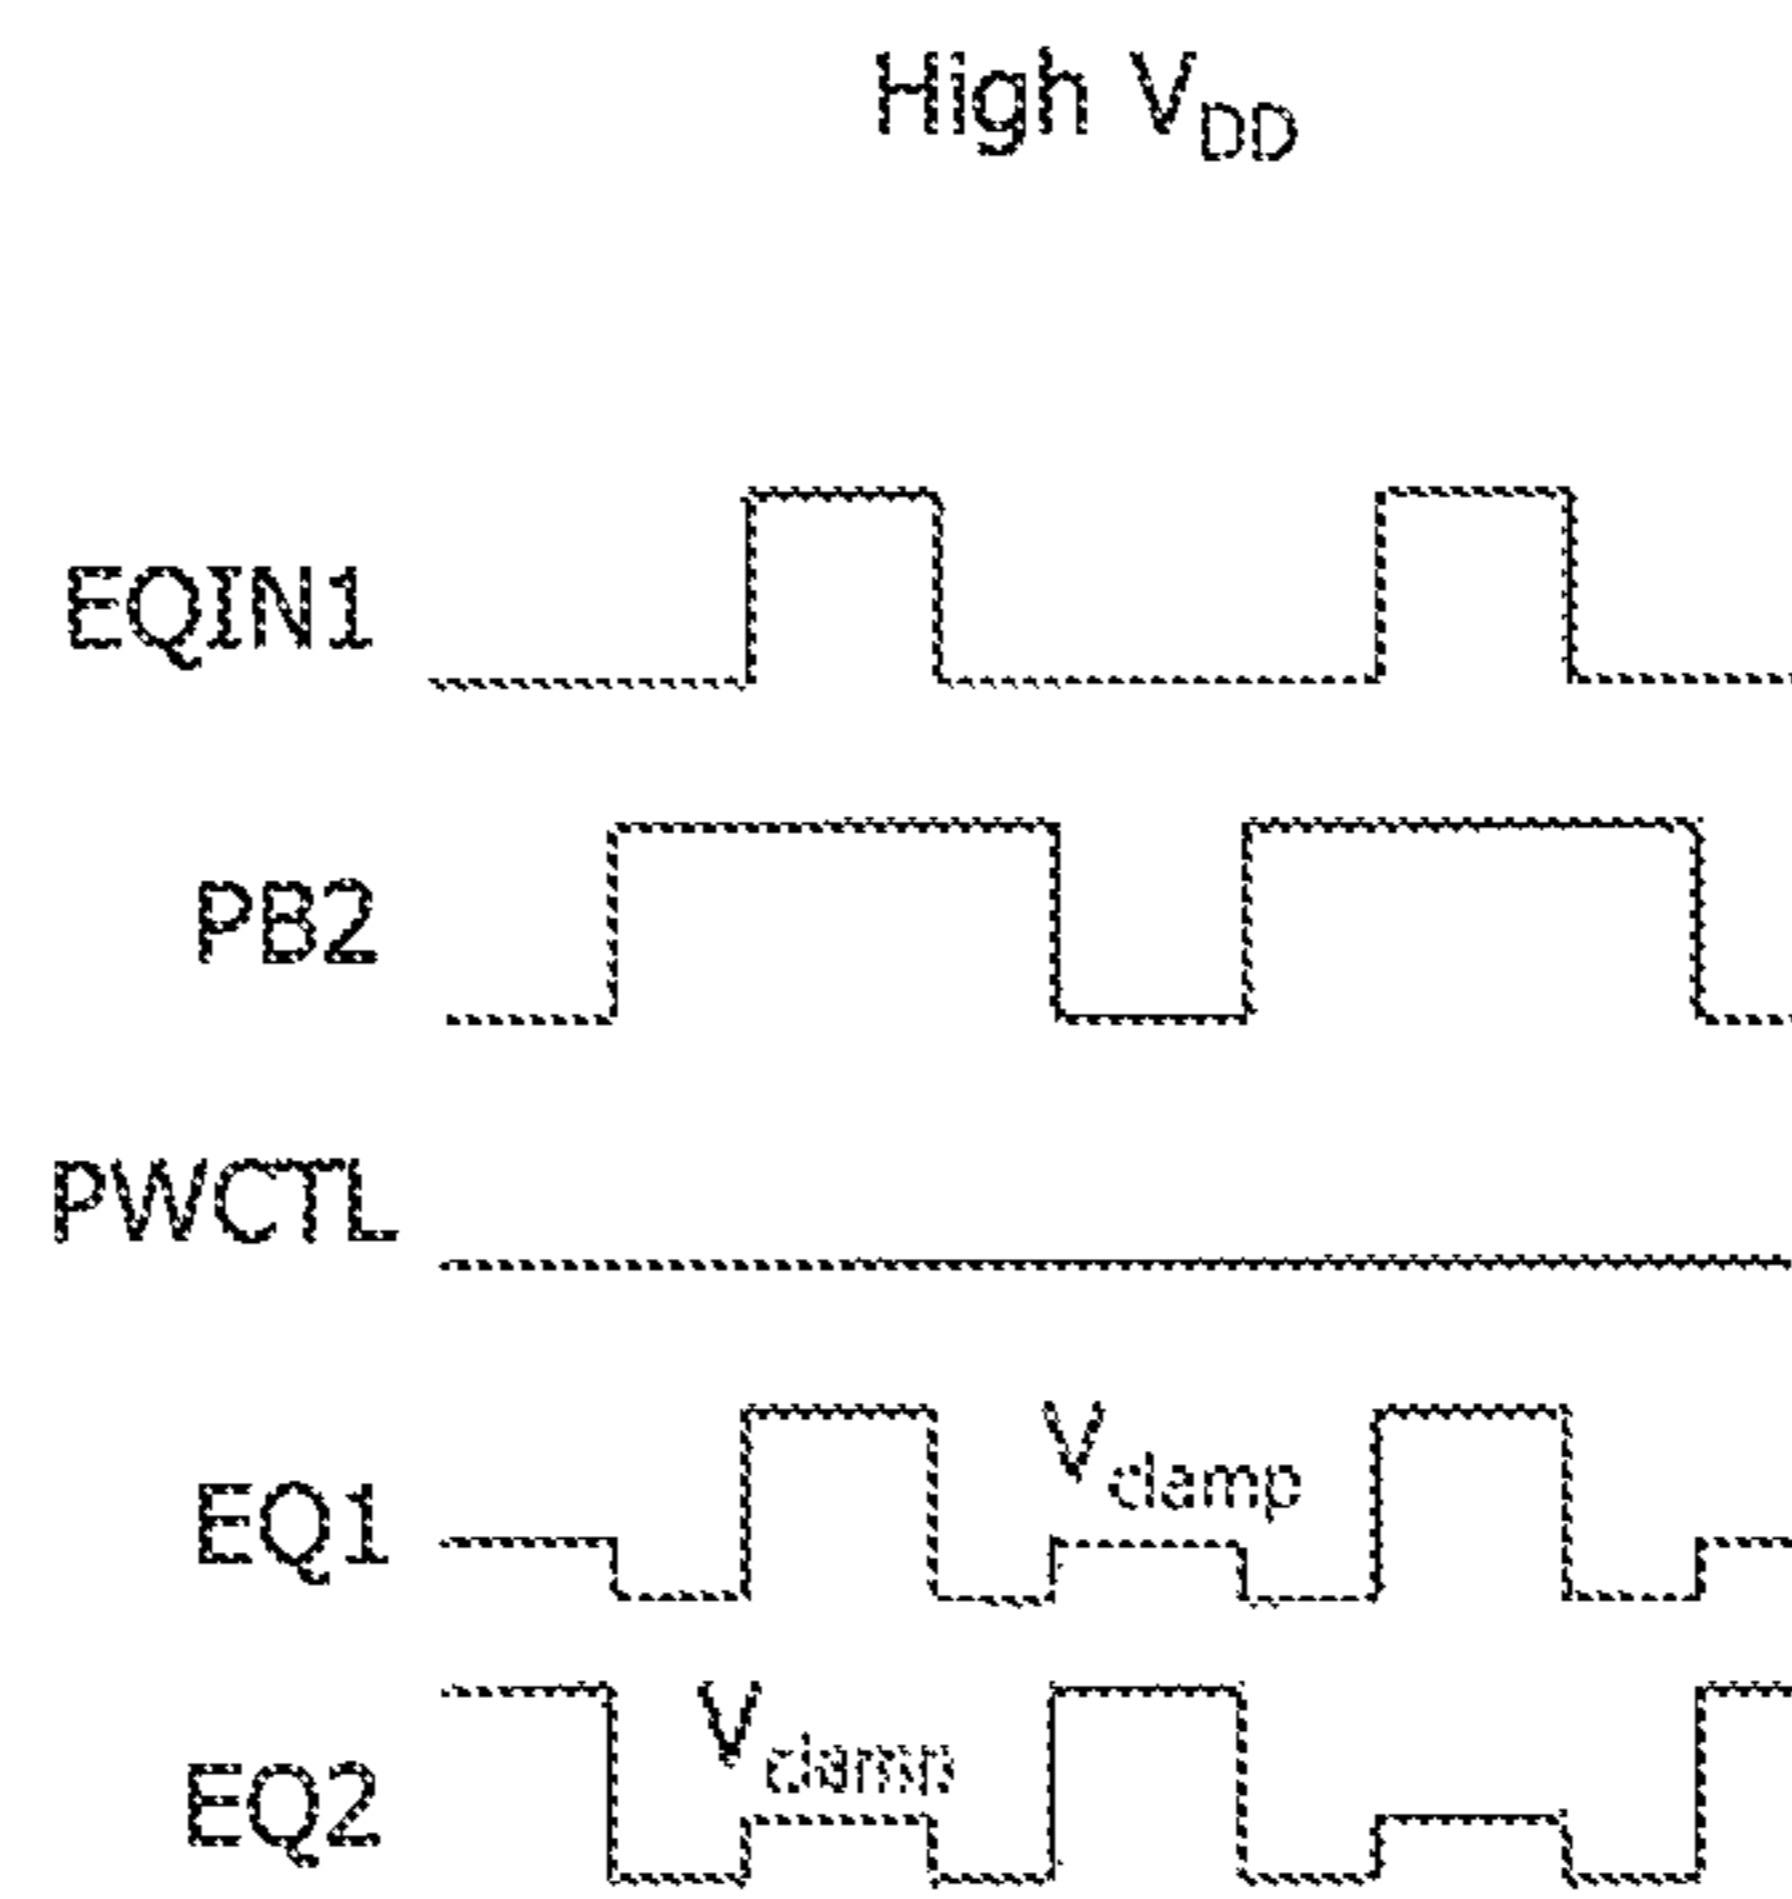 High VDD
EQIN1
PB2
PWCTL
EQ1
Vclamp
EQ2
Vclamp